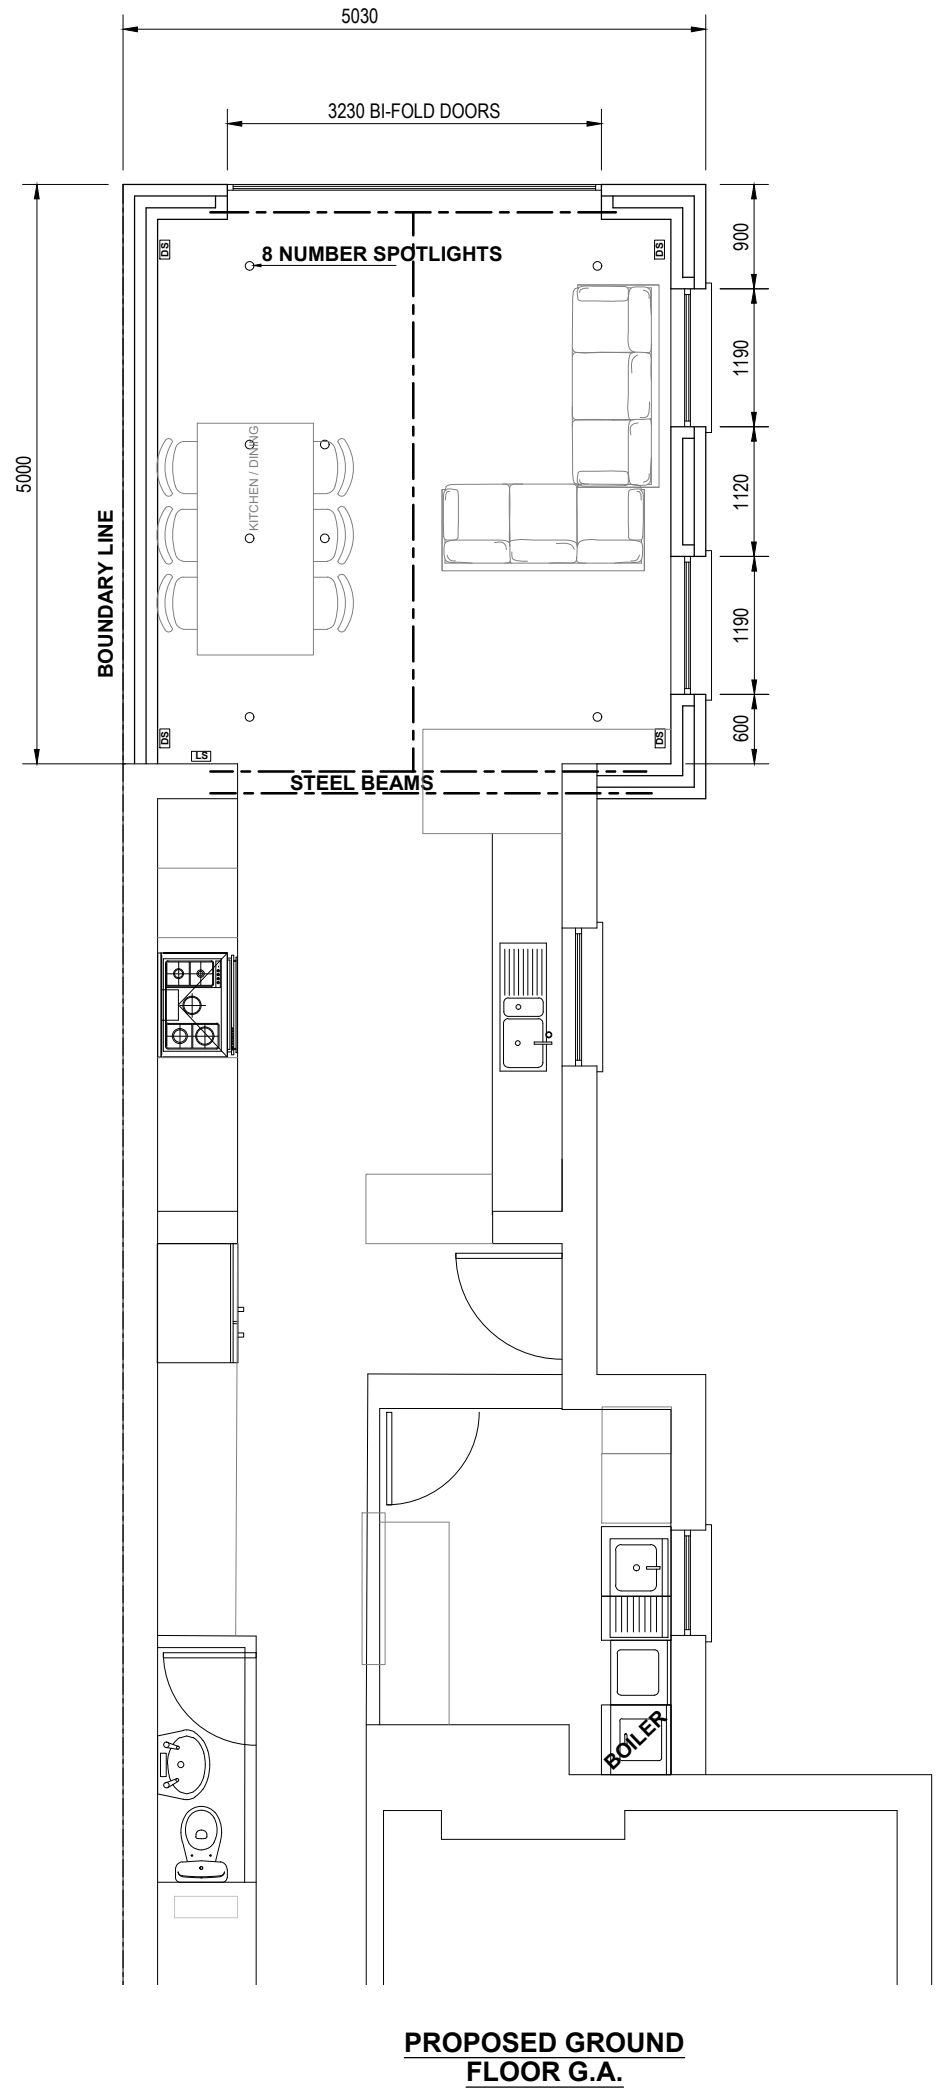 5030
3230 BI-FOLD DOORS
900
DS
8 NUMBER SPOTLIGHTS
DS
1190
KITCHEN / DINING
5000
1120
BOUNDARY LINE
1190
600
DS
LS
DS
STEEL BEAMS
BOILER
PROPOSED GROUND
FLOOR G.A.